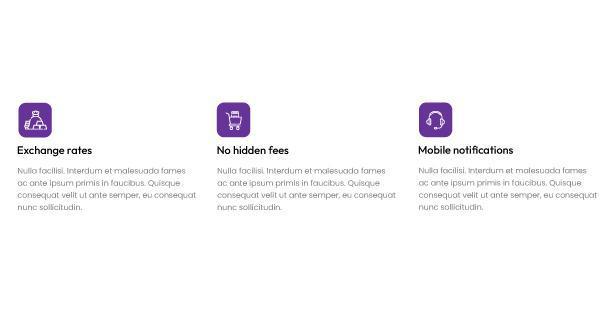 Exchange rates
Nulla facilisi. Interdum et malesuada fames
ac ante ipsum primis in faucibus. Quisque
consequat velit ut ante semper, eu consequat
nunc sollicitudin.
No hidden fees
Nulla facilisi. Interdum et malesuada fames
ac ante ipsum primis in faucibus. Quisque
consequat velit ut ante semper, eu consequat
nunc sollicitudin.
Mobile notifications
Nulla facilisi. Interdum et malesuada fames
ac ante ipsum primis in faucibus. Quisque
consequat velit ut ante semper, eu consequat
nunc sollicitudin.